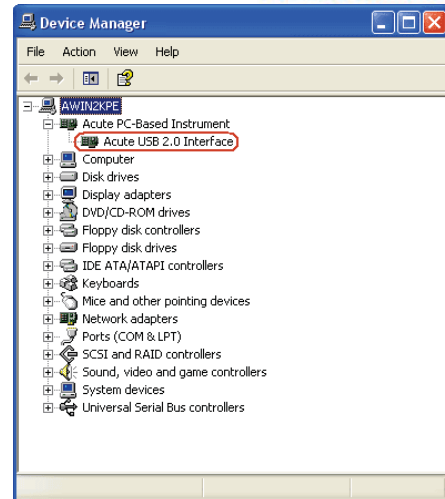 Device Manager
File Action View Help
AWIN2KPE
Acute PC-Based Instrument
Acute USB 2.0 Interface
Computer
Disk drives
Display adapters
DVD/CD-ROM drives
Floppy disk controllers
Floppy disk drives
IDE ATA/ATAPI controllers
Keyboards
Mice and other pointing devices
Network adapters
Ports (COM & LPT)
SCSI and RAID controllers
Sound, video and game controllers
System devices
Universal Serial Bus controllers